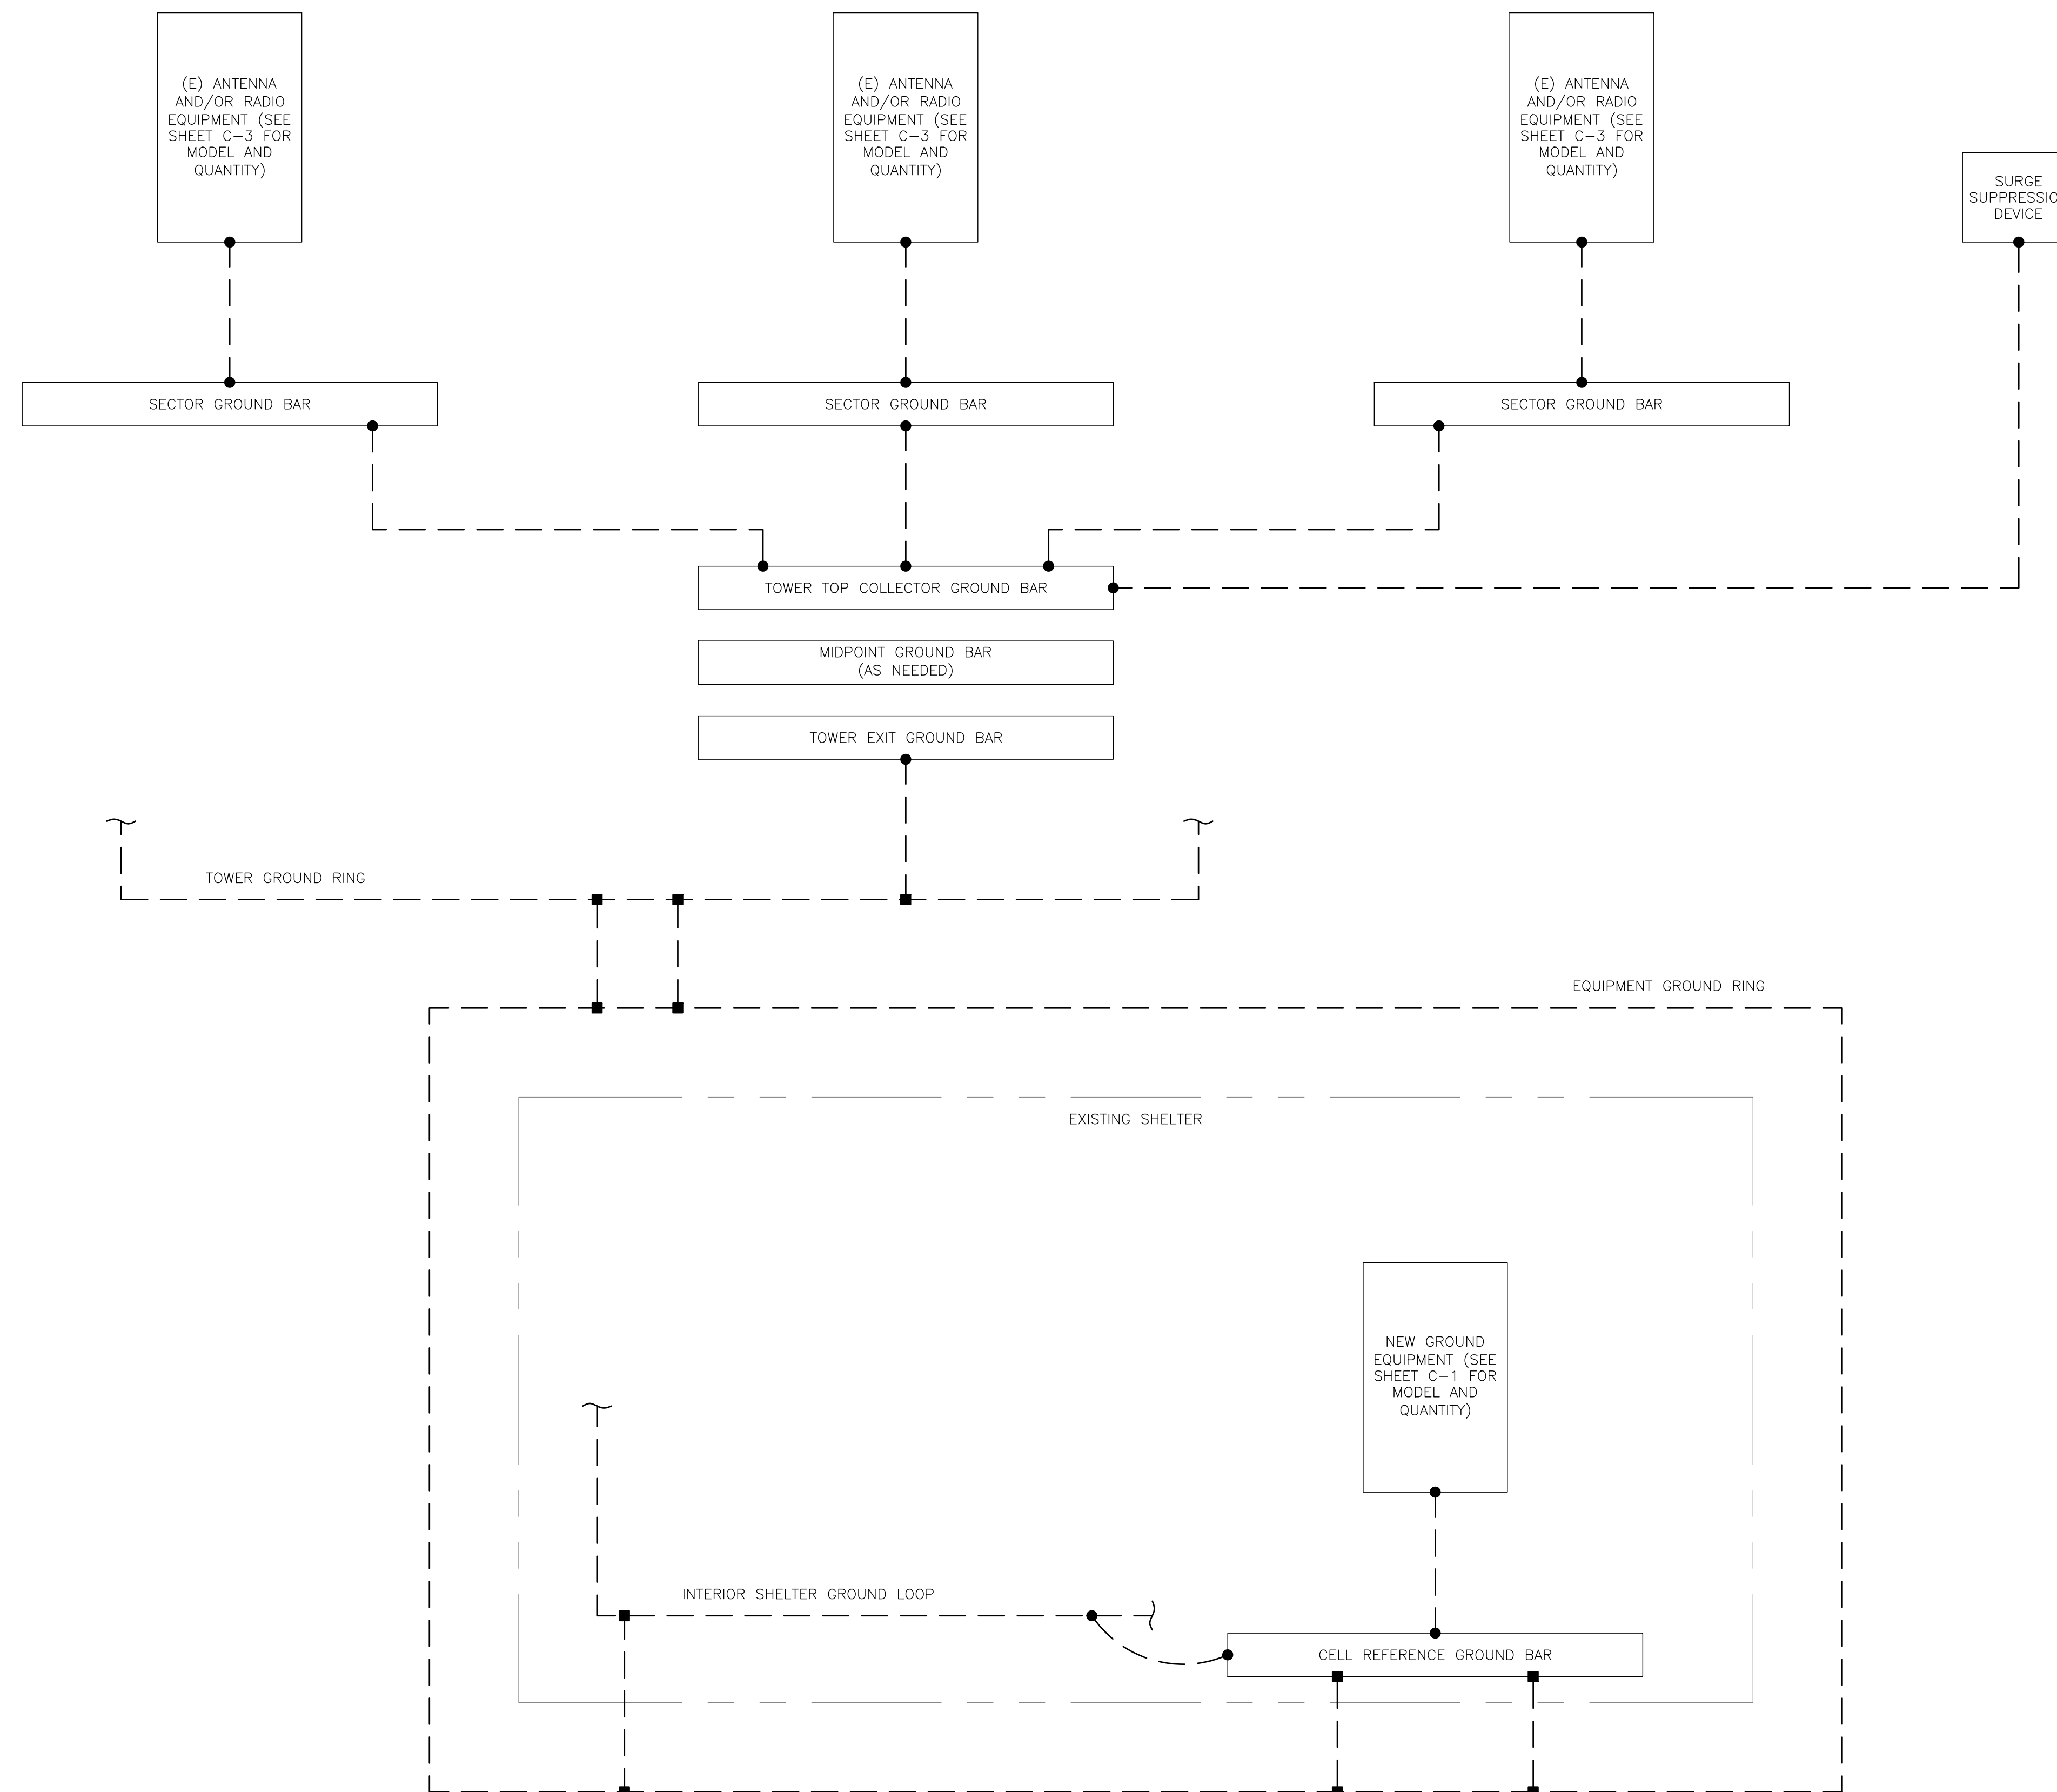 (E) ANTENNA
AND/OR RADIO
EQUIPMENT (SEE
SHEET C-3 FOR
MODEL AND
QUANTITY)
(E) ANTENNA
AND/OR RADIO
EQUIPMENT (SEE
SHEET C-3 FOR
MODEL AND
QUANTITY)
(E) ANTENNA
AND/OR RADIO
EQUIPMENT (SEE
SHEET C-3 FOR
MODEL AND
QUANTITY)
SURGE
SUPPRESSIO
DEVICE
SECTOR GROUND BAR
SECTOR GROUND BAR
SECTOR GROUND BAR
TOWER TOP COLLECTOR GROUND BAR
MIDPOINT GROUND BAR
(AS NEEDED)
TOWER EXIT GROUND BAR
TOWER GROUND RING
EQUIPMENT GROUND RING
EXISTING SHELTER
NEW GROUND
EQUIPMENT (SEE
SHEET C-1 FOR
MODEL AND
QUANTITY)
INTERIOR SHELTER GROUND LOOP
CELL REFERENCE GROUND BAR